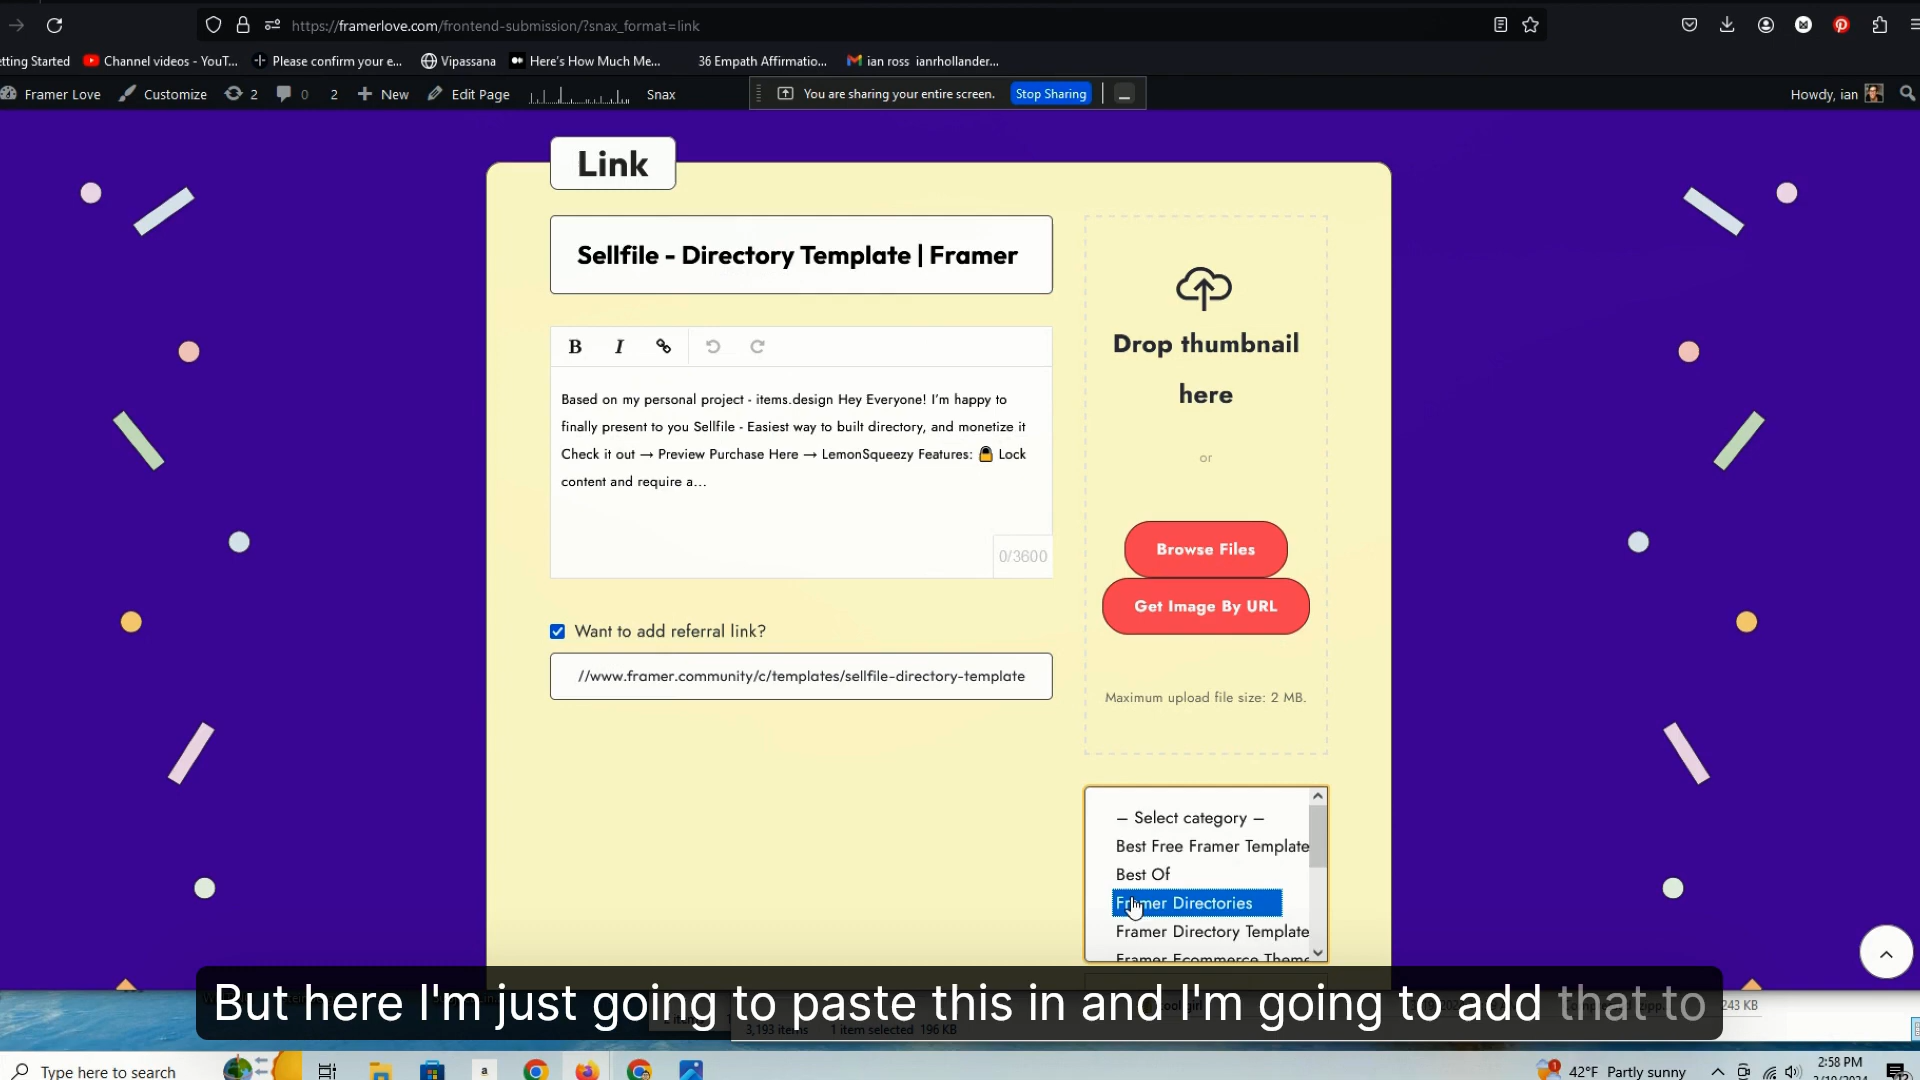 https://framerlove.com/frontend-submission/?snax_format=link
etting Started
Channel videos - YouT...
Please confirm your e...
Vipassana
Here's How Much Me...
36 Empath Affirmatio...
ian ross ianrhollander...
Framer Love
Customize
2
0
2
New
Edit Page
Snax
You are sharing your entire screen.
Stop Sharing
Howdy, ian
Link
Sellfile - Directory Template | Framer
B I
Based on my personal project - items.design Hey Everyone! I'm happy to
finally present to you Sellfile - Easiest way to built directory, and monetize it
Check it out → Preview Purchase Here → LemonSqueezy Features: 🔒 Lock
content and require a...
0/3600
Want to add referral link?
//www.framer.community/c/templates/sellfile-directory-template
Drop thumbnail
here
or
Browse Files
Get Image By URL
Maximum upload file size: 2 MB.
– Select category –
Best Free Framer Template
Best Of
Framer Directories
Framer Directory Template
Framer Ecommerce Theme
But here I'm just going to paste this in and I'm going to add that to
243 KB
3,193 items
1 item selected 196 KB
Type here to search
42°F Partly sunny
2:58 PM